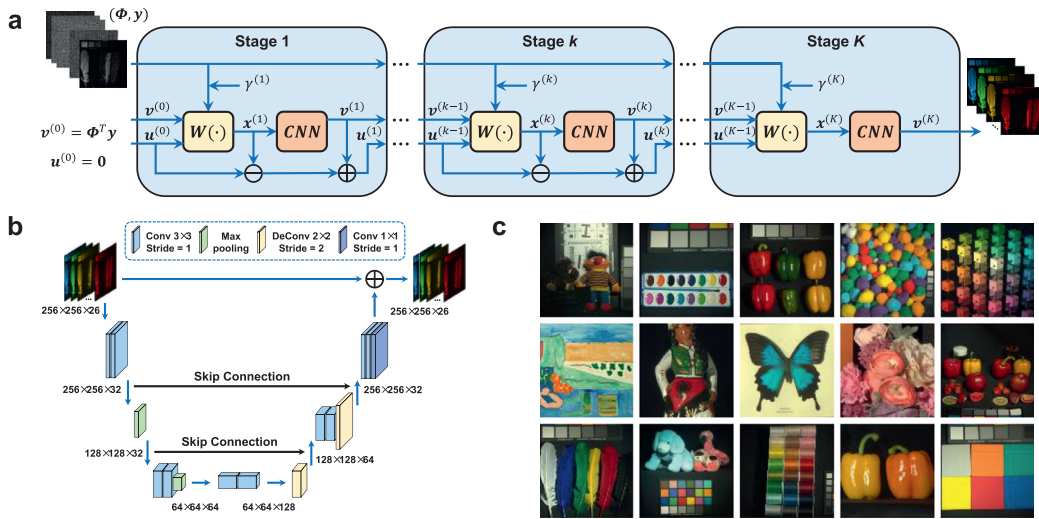 a
(Φ, y)
Stage 1
Stage k
Stage K
γ⁽¹⁾
γ⁽ᵏ⁾
γ⁽ᴷ⁾
v⁽⁰⁾ = Φᵀy
u⁽⁰⁾ = 0
v⁽⁰⁾
u⁽⁰⁾
W(·)
x⁽¹⁾
CNN
v⁽¹⁾
u⁽¹⁾
...
v⁽ᵏ⁻¹⁾
u⁽ᵏ⁻¹⁾
W(·)
x⁽ᵏ⁾
CNN
v⁽ᵏ⁾
u⁽ᵏ⁾
...
v⁽ᴷ⁻¹⁾
u⁽ᴷ⁻¹⁾
W(·)
x⁽ᴷ⁾
CNN
v⁽ᴷ⁾
b
Conv 3×3
Stride = 1
Max
pooling
DeConv 2×2
Stride = 2
Conv 1×1
Stride = 1
256×256×26
256×256×26
256×256×32
Skip Connection
256×256×32
128×128×32
Skip Connection
128×128×64
64×64×64
64×64×128
c